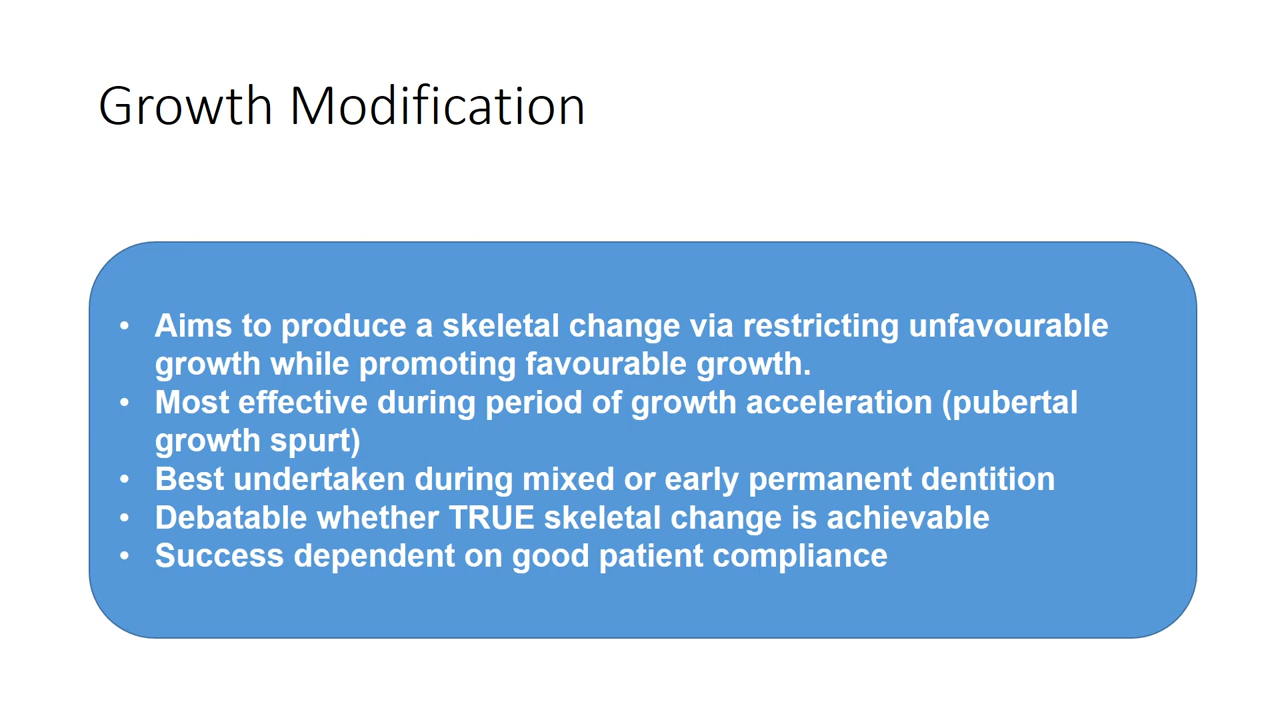 Growth Modification
• Aims to produce a skeletal change via restricting unfavourable
growth while promoting favourable growth.
• Most effective during period of growth acceleration (pubertal
growth spurt)
• Best undertaken during mixed or early permanent dentition
• Debatable whether TRUE skeletal change is achievable
• Success dependent on good patient compliance